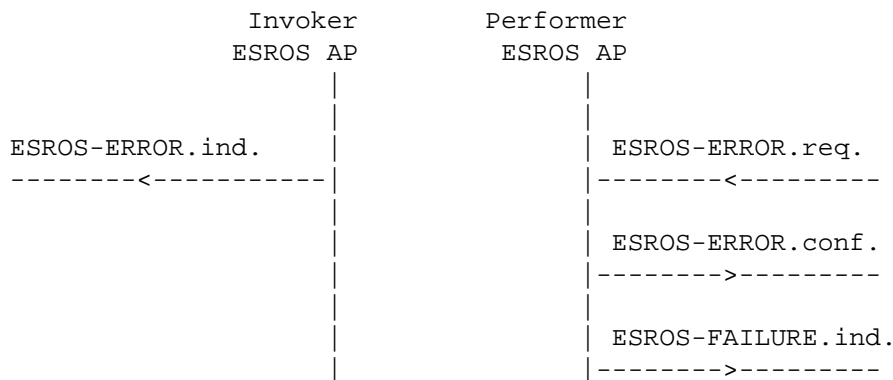 Invoker Performer
ESROS AP ESROS AP
ESROS-ERROR.ind. ESROS-ERROR.req.
ESROS-ERROR.conf.
ESROS-FAILURE.ind.